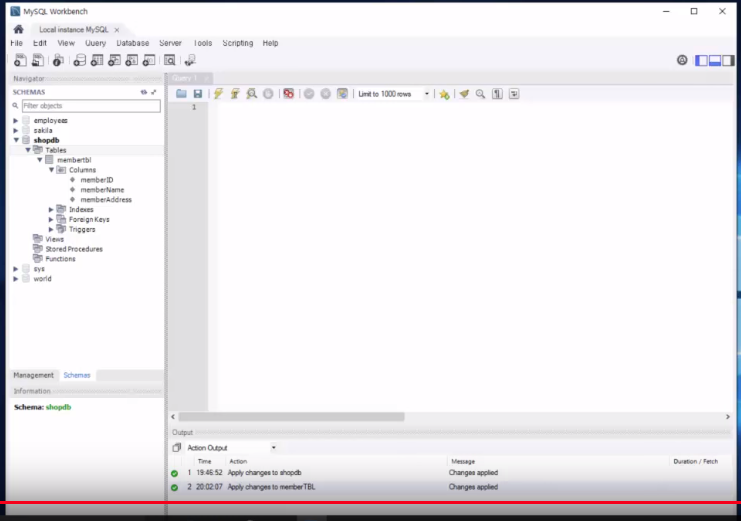 MySQL Workbench
Local instance MySQL ×
File Edit View Query Database Server Tools Scripting Help
Navigator
Query 1 ×
SCHEMAS
Limit to 1000 rows
Filter objects
1
employees
sakila
shopdb
Tables
membertbl
Columns
memberID
memberName
memberAddress
Indexes
Foreign Keys
Triggers
Views
Stored Procedures
Functions
sys
world
Management Schemas
Information
Schema: shopdb
Output
Action Output
Time Action Message Duration / Fetch
1 19:46:52 Apply changes to shopdb Changes applied
2 20:02:07 Apply changes to memberTBL Changes applied